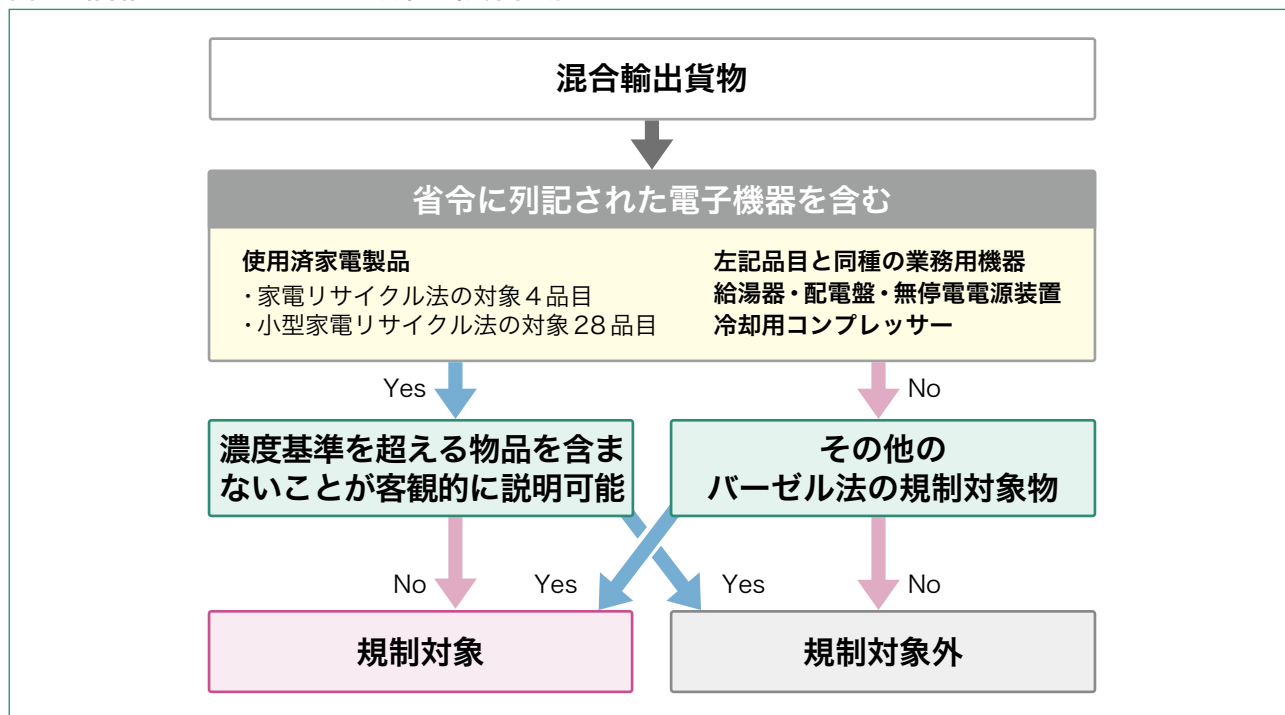 混合輸出貨物
省令に列記された電子機器を含む
使用済家電製品
・家電リサイクル法の対象4品目
・小型家電リサイクル法の対象28品目
左記品目と同種の業務用機器
給湯器・配電盤・無停電電源装置
冷却用コンプレッサー
Yes
No
濃度基準を超える物品を含ま
ないことが客観的に説明可能
その他の
バーゼル法の規制対象物
No
Yes
Yes
No
規制対象
規制対象外